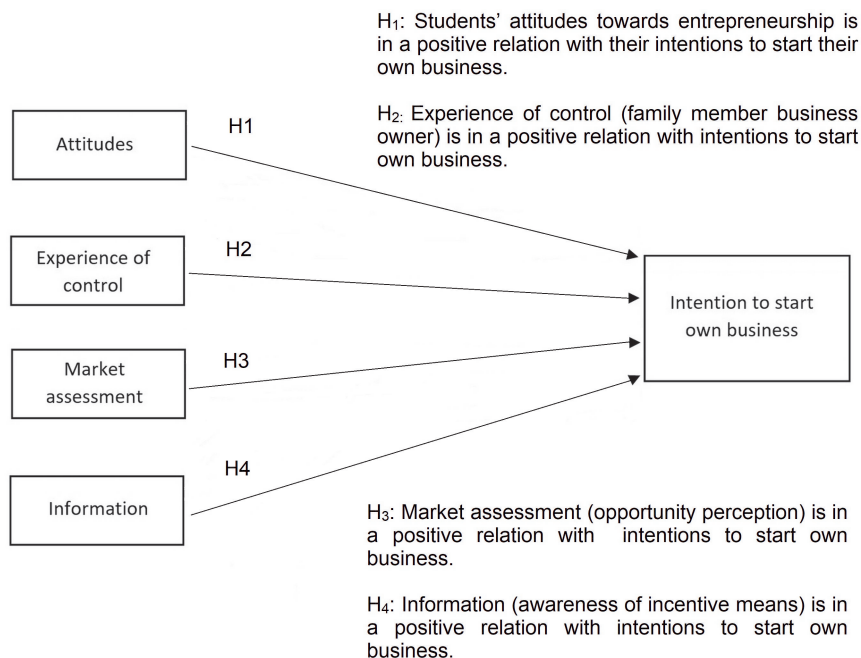 H1: Students' attitudes towards entrepreneurship is
in a positive relation with their intentions to start their
own business.
H2: Experience of control (family member business
owner) is in a positive relation with intentions to start
own business.
H1
Attitudes
H2
Experience of
control
Intention to start
own business
H3
Market
assessment
H4
Information
H3: Market assessment (opportunity perception) is in
a positive relation with intentions to start own
business.
H4: Information (awareness of incentive means) is in
a positive relation with intentions to start own
business.